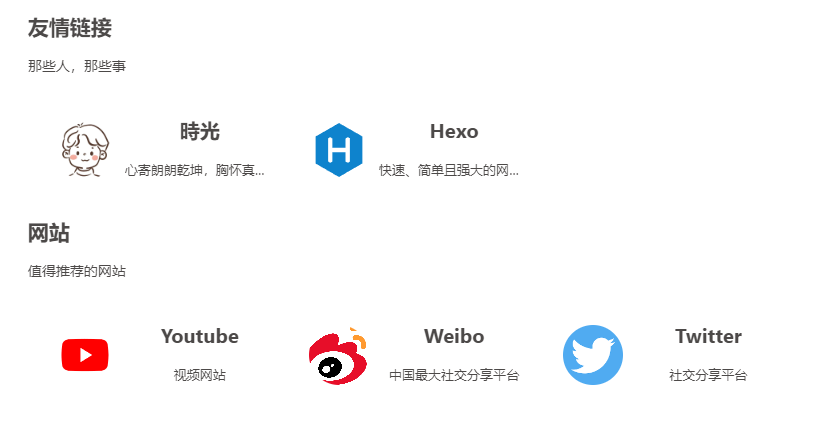 友情链接
那些人，那些事
時光
心寄朗朗乾坤，胸怀真...
Hexo
快速、简单且强大的网...
网站
值得推荐的网站
Youtube
视频网站
Weibo
中国最大社交分享平台
Twitter
社交分享平台